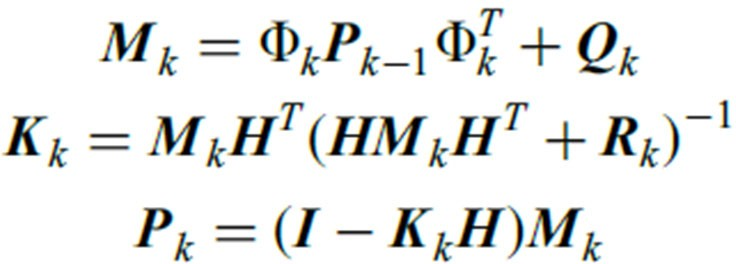 M_k = Φ_k P_{k−1} Φ_k^T + Q_k
K_k = M_k H^T (H M_k H^T + R_k)^{−1}
P_k = (I − K_k H) M_k